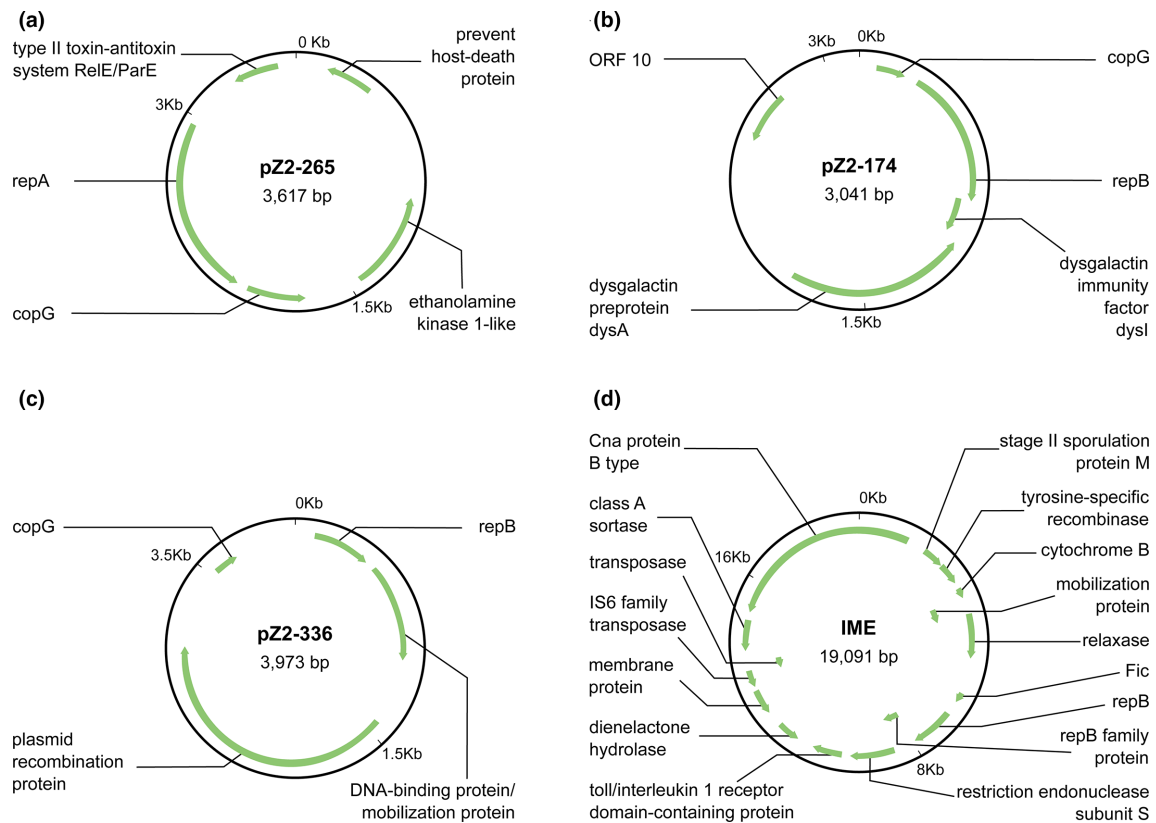 (a)
type II toxin-antitoxin
system RelE/ParE
0 Kb
prevent
host-death
protein
3Kb
repA
pZ2-265
3,617 bp
copG
1.5Kb
ethanolamine
kinase 1-like
(b)
ORF 10
3Kb
0Kb
copG
pZ2-174
3,041 bp
repB
dysgalactin
preprotein
dysA
1.5Kb
dysgalactin
immunity
factor
dysI
(c)
copG
0Kb
repB
3.5Kb
pZ2-336
3,973 bp
plasmid
recombination
protein
1.5Kb
DNA-binding protein/
mobilization protein
(d)
Cna protein
B type
0Kb
stage II sporulation
protein M
class A
sortase
tyrosine-specific
recombinase
transposase
16Kb
cytochrome B
IS6 family
transposase
mobilization
protein
IME
19,091 bp
relaxase
membrane
protein
Fic
repB
dienelactone
hydrolase
repB family
protein
8Kb
toll/interleukin 1 receptor
domain-containing protein
restriction endonuclease
subunit S